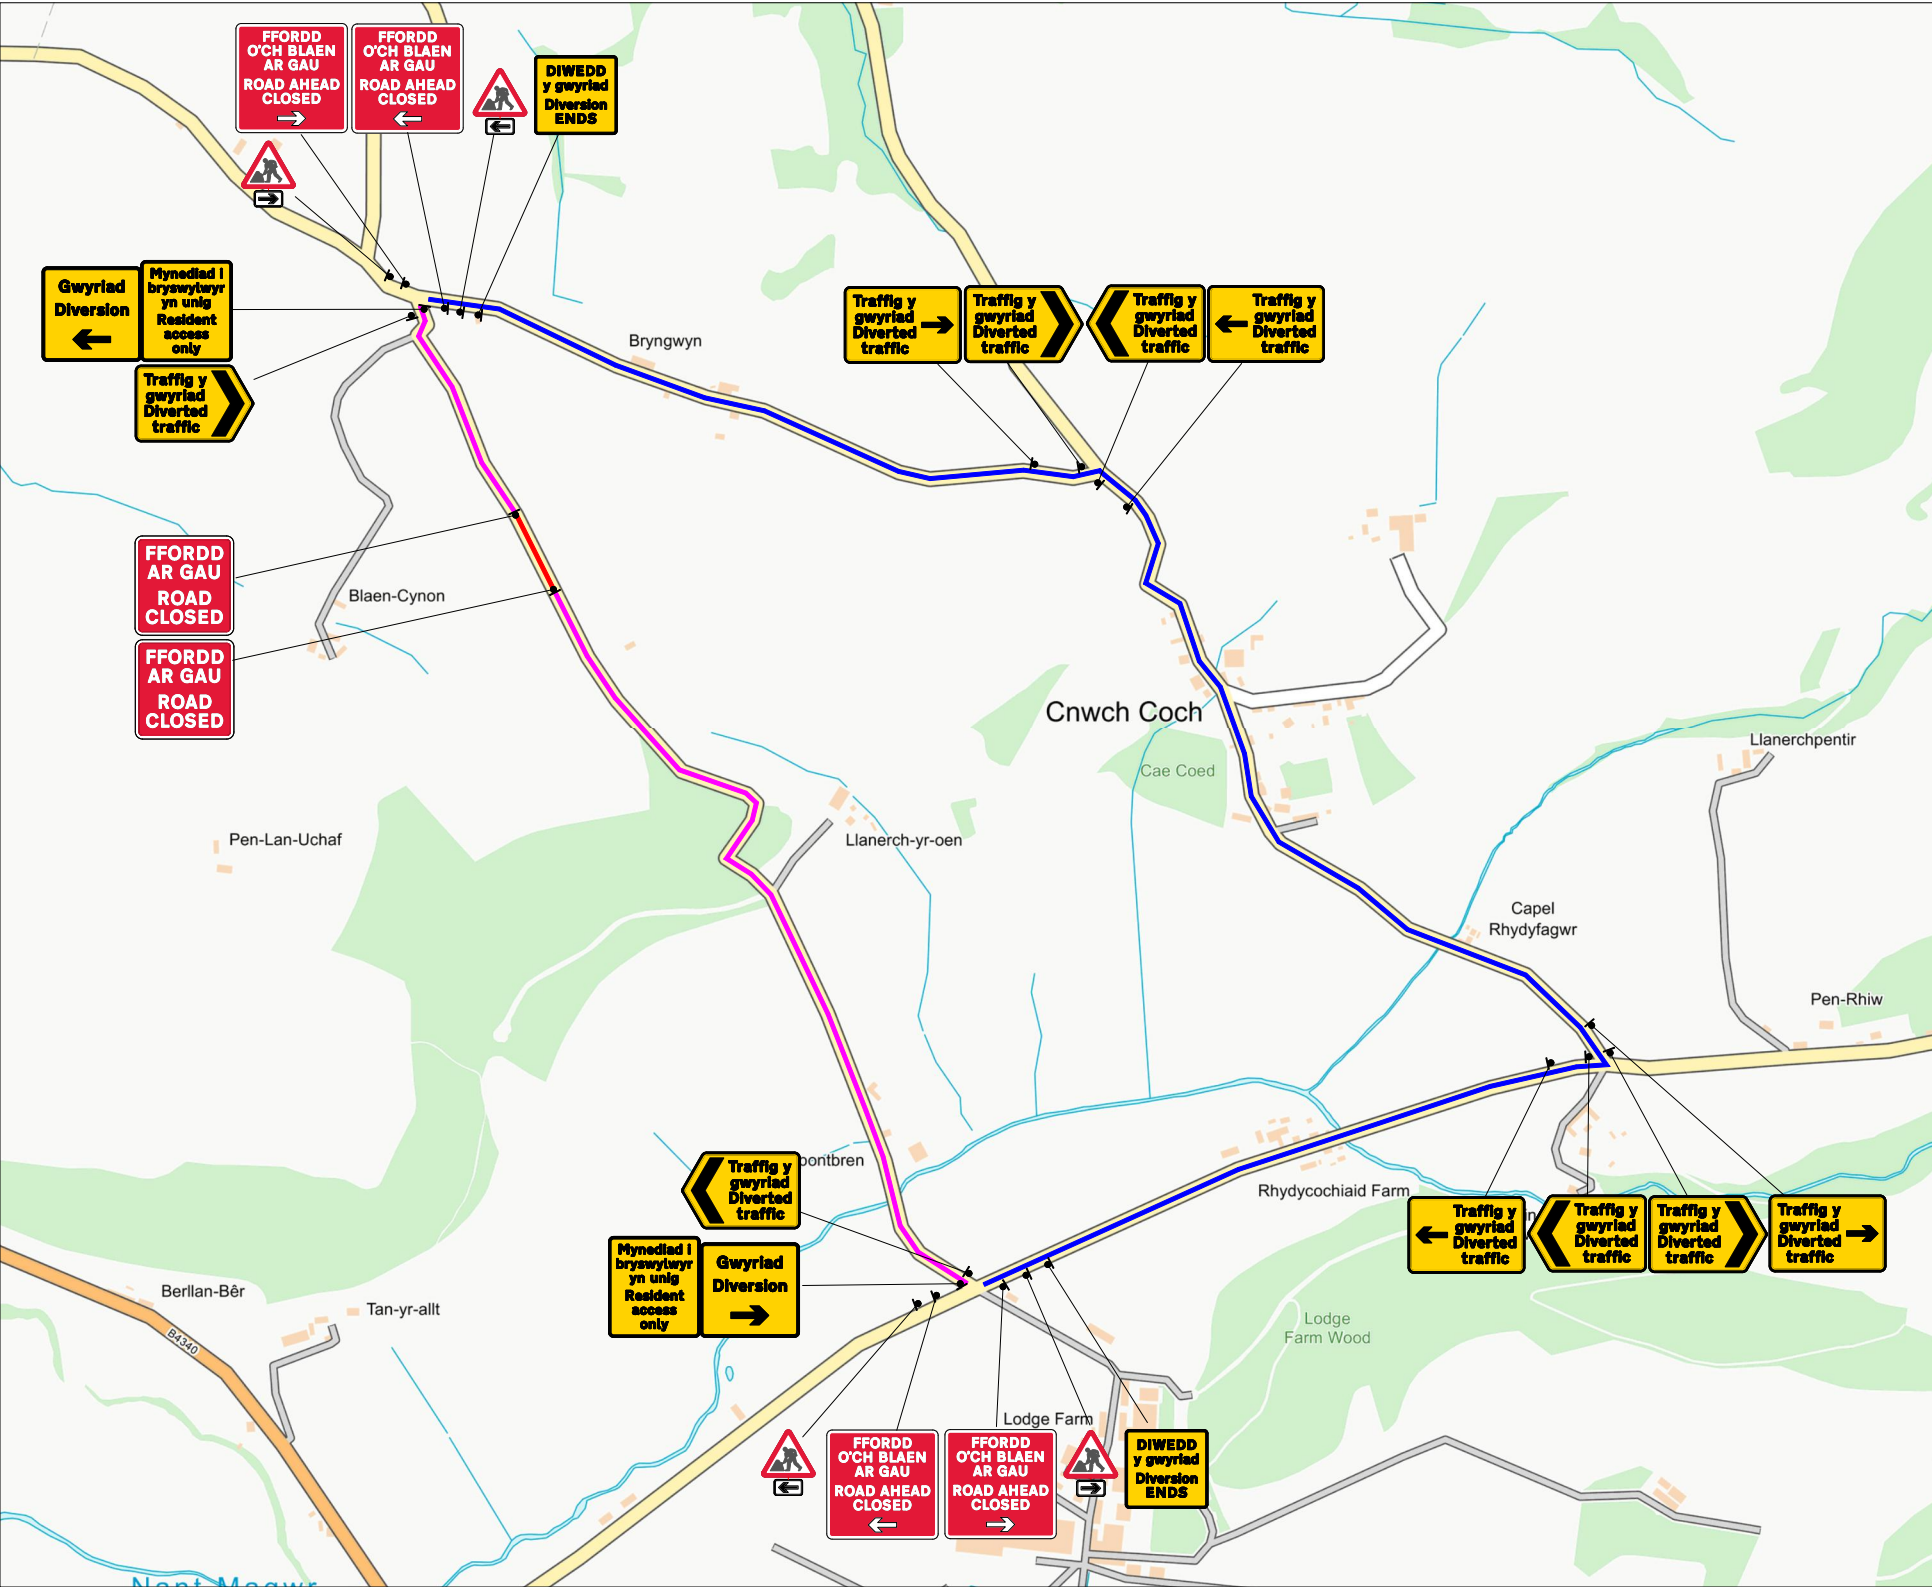 FFORDD
O'CH BLAEN
AR GAU
ROAD AHEAD
CLOSED
FFORDD
O'CH BLAEN
AR GAU
ROAD AHEAD
CLOSED
DIWEDD
y gwyriad
Diversion
ENDS
Gwyriad
Diversion
Mynediad i
bryswylwyr
yn unig
Resident
access
only
Traffig y
gwyriad
Diverted
traffic
Bryngwyn
Traffig y
gwyriad
Diverted
traffic
Traffig y
gwyriad
Diverted
traffic
Traffig y
gwyriad
Diverted
traffic
Traffig y
gwyriad
Diverted
traffic
FFORDD
AR GAU
ROAD
CLOSED
Blaen-Cynon
FFORDD
AR GAU
ROAD
CLOSED
Cnwch Coch
Cae Coed
Llanerchpentir
Pen-Lan-Uchaf
Llanerch-yr-oen
Capel
Rhydyfagwr
Pen-Rhiw
pontbren
Traffig y
gwyriad
Diverted
traffic
Rhydycochiaid Farm
in
Traffig y
gwyriad
Diverted
traffic
Traffig y
gwyriad
Diverted
traffic
Traffig y
gwyriad
Diverted
traffic
Traffig y
gwyriad
Diverted
traffic
Mynediad i
bryswylwyr
yn unig
Resident
access
only
Gwyriad
Diversion
Berllan-Bêr
Tan-yr-allt
B4340
Lodge
Farm Wood
Lodge Farm
FFORDD
O'CH BLAEN
AR GAU
ROAD AHEAD
CLOSED
FFORDD
O'CH BLAEN
AR GAU
ROAD AHEAD
CLOSED
DIWEDD
y gwyriad
Diversion
ENDS
Nant Magwr